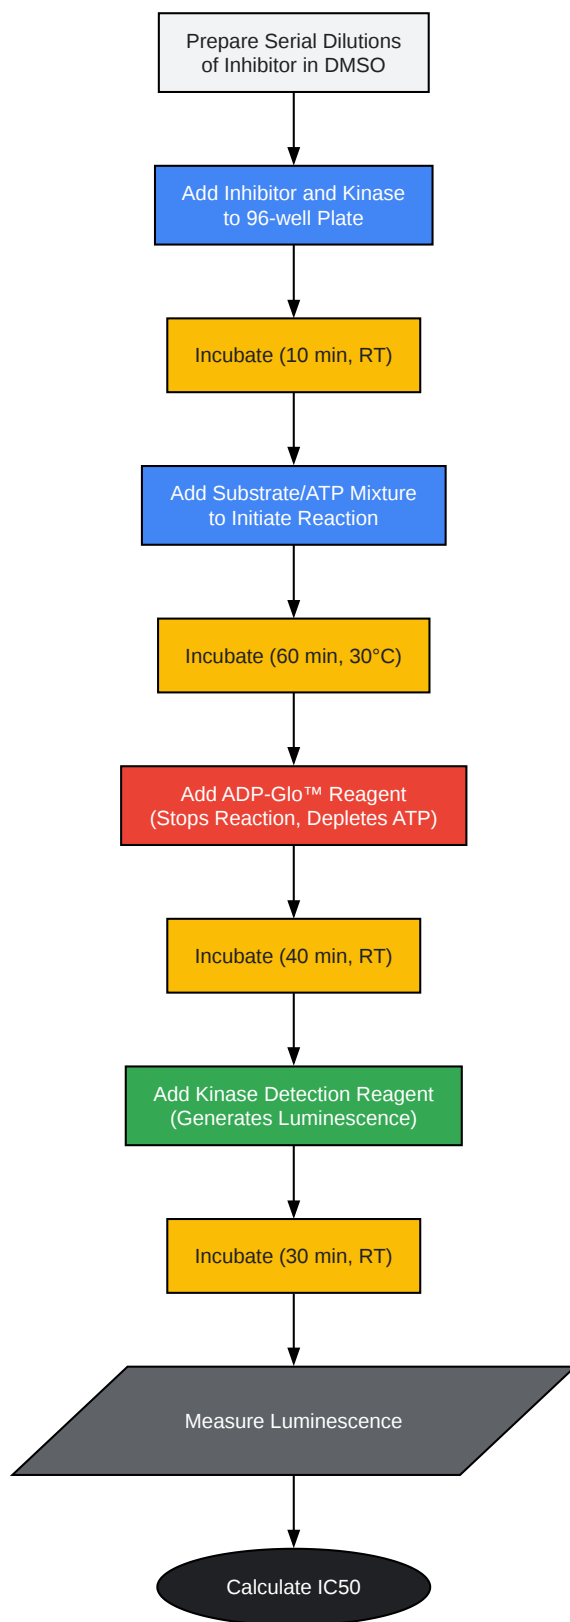 Prepare Serial Dilutions
of Inhibitor in DMSO
Add Inhibitor and Kinase
to 96-well Plate
Incubate (10 min, RT)
Add Substrate/ATP Mixture
to Initiate Reaction
Incubate (60 min, 30°C)
Add ADP-Glo™ Reagent
(Stops Reaction, Depletes ATP)
Incubate (40 min, RT)
Add Kinase Detection Reagent
(Generates Luminescence)
Incubate (30 min, RT)
Measure Luminescence
Calculate IC50